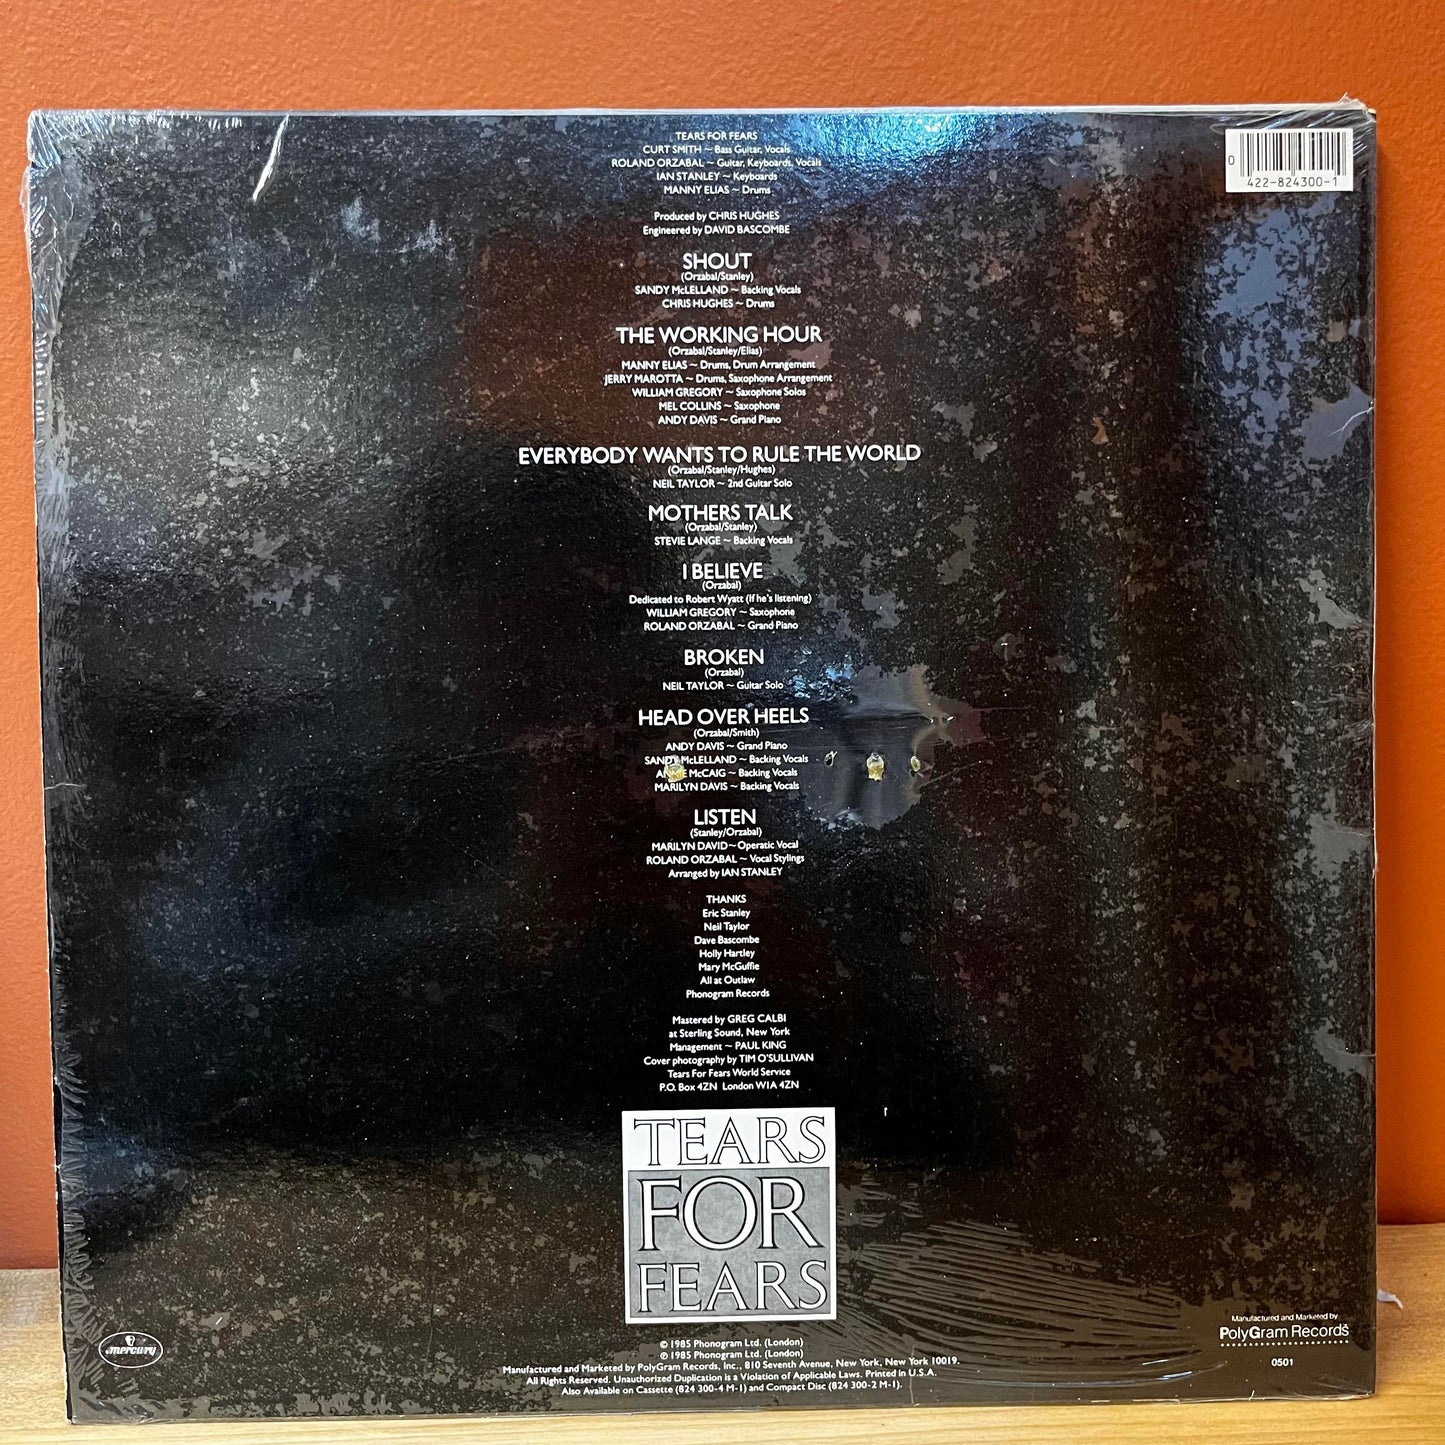 TEARS FOR FEARS
CURT SMITH ~ Bass Guitar, Vocals
ROLAND ORZABAL ~ Guitar, Keyboards, Vocals
IAN STANLEY ~ Keyboards
MANNY ELIAS ~ Drums
Produced by CHRIS HUGHES
Engineered by DAVID BASCOMBE
0
422-824300-1
SHOUT
(Orzabal/Stanley)
SANDY McLELLAND ~ Backing Vocals
CHRIS HUGHES ~ Drums
THE WORKING HOUR
(Orzabal/Stanley/Elias)
MANNY ELIAS ~ Drums, Drum Arrangement
JERRY MAROTTA ~ Drums, Saxophone Arrangement
WILLIAM GREGORY ~ Saxophone Solos
MEL COLLINS ~ Saxophone
ANDY DAVIS ~ Grand Piano
EVERYBODY WANTS TO RULE THE WORLD
(Orzabal/Stanley/Hughes)
NEIL TAYLOR ~ 2nd Guitar Solo
MOTHERS TALK
(Orzabal/Stanley)
STEVIE LANGE ~ Backing Vocals
I BELIEVE
(Orzabal)
Dedicated to Robert Wyatt (If he's listening)
WILLIAM GREGORY ~ Saxophone
ROLAND ORZABAL ~ Grand Piano
BROKEN
(Orzabal)
NEIL TAYLOR ~ Guitar Solo
HEAD OVER HEELS
(Orzabal/Smith)
ANDY DAVIS ~ Grand Piano
SANDY McLELLAND ~ Backing Vocals
ANNIE McCAIG ~ Backing Vocals
MARILYN DAVIS ~ Backing Vocals
LISTEN
(Stanley/Orzabal)
MARILYN DAVID ~ Operatic Vocal
ROLAND ORZABAL ~ Vocal Stylings
Arranged by IAN STANLEY
THANKS
Eric Stanley
Neil Taylor
Dave Bascombe
Holly Hartley
Mary McGuffie
All at Outlaw
Phonogram Records
Mastered by GREG CALBI
at Sterling Sound, New York
Management ~ PAUL KING
Cover photography by TIM O'SULLIVAN
Tears For Fears World Service
P.O. Box 4ZN London W1A 4ZN
TEARS
FOR
FEARS
mercury
© 1985 Phonogram Ltd. (London)
℗ 1985 Phonogram Ltd. (London)
Manufactured and Marketed by PolyGram Records, Inc., 810 Seventh Avenue, New York, New York 10019.
All Rights Reserved. Unauthorized Duplication is a Violation of Applicable Laws. Printed in U.S.A.
Also Available on Cassette (824 300-4 M-1) and Compact Disc (824 300-2 M-1).
Manufactured and Marketed by
PolyGram Records
0501